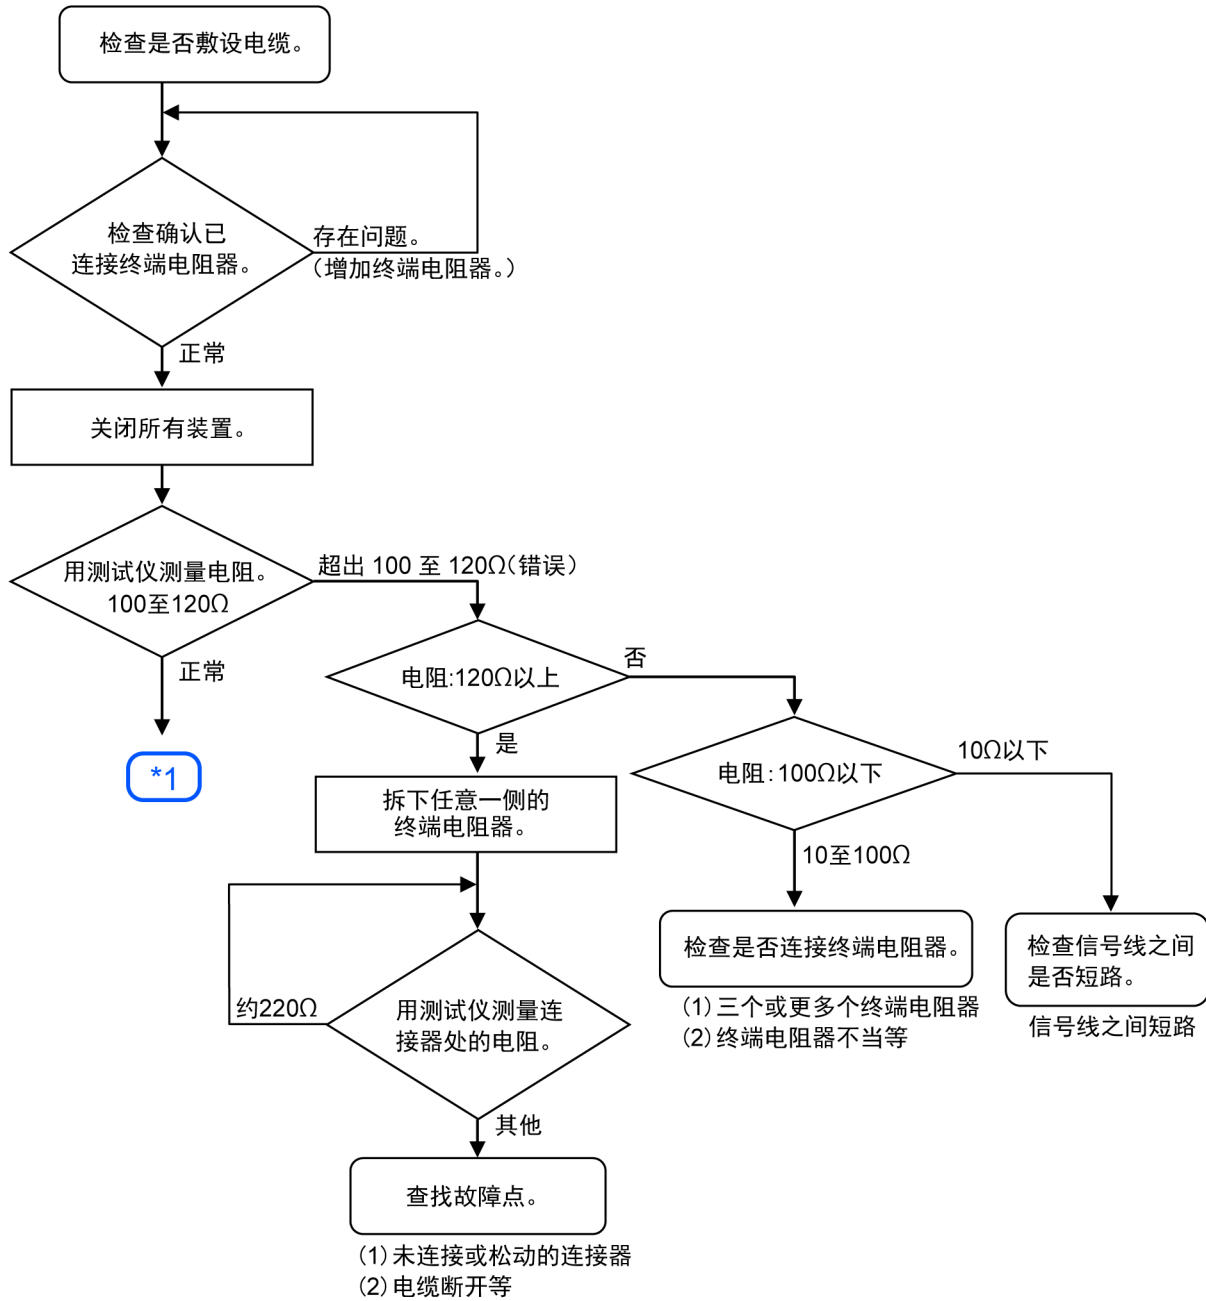 检查是否敷设电缆。
检查确认已
连接终端电阻器。
存在问题。
（增加终端电阻器。）
正常
关闭所有装置。
用测试仪测量电阻。
100至120Ω
超出 100 至 120Ω（错误）
正常
*1
电阻:120Ω以上
否
是
电阻：100Ω以下
10Ω以下
10至100Ω
拆下任意一侧的
终端电阻器。
检查是否连接终端电阻器。
(1)三个或更多个终端电阻器
(2)终端电阻器不当等
检查信号线之间
是否短路。
信号线之间短路
约220Ω
用测试仪测量连
接器处的电阻。
其他
查找故障点。
(1)未连接或松动的连接器
(2)电缆断开等